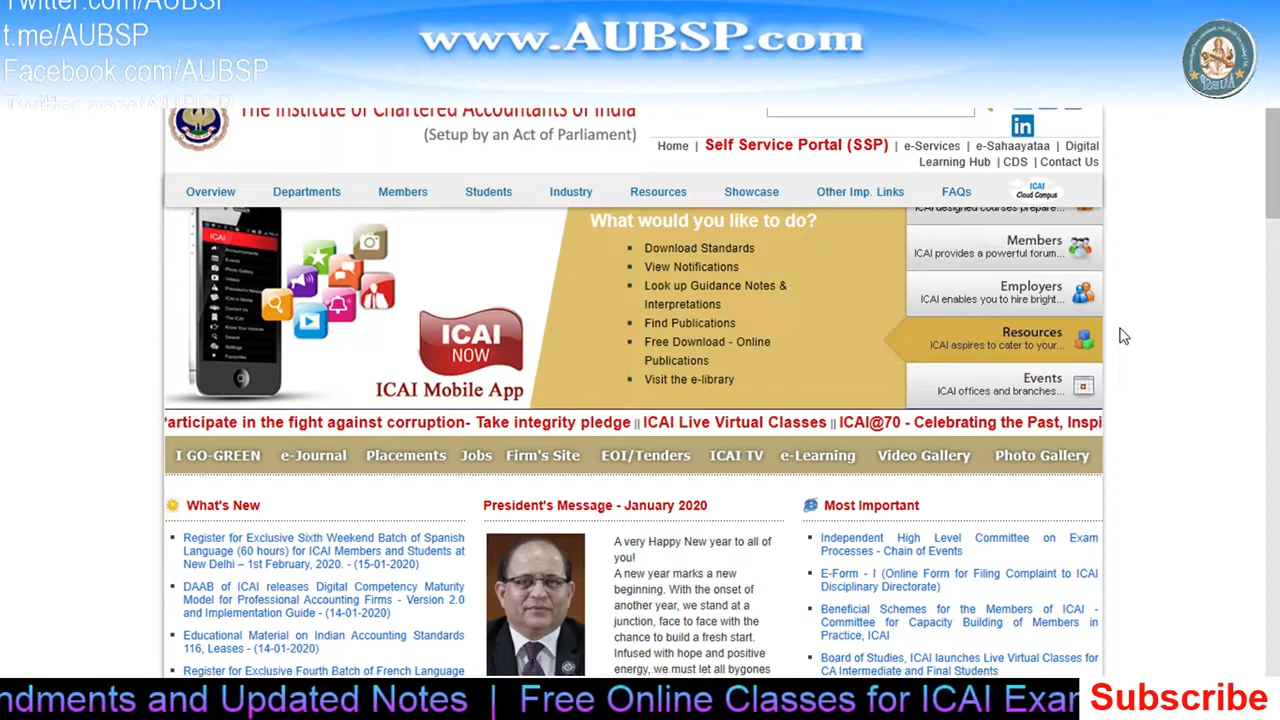 Twitter.com/AUBSP
t.me/AUBSP
Facebook.com/AUBSP
Twitter.com/AUBSP
www.AUBSP.com
AUBSP
The Institute of Chartered Accountants of India
(Setup by an Act of Parliament)
in
Home | Self Service Portal (SSP) | e-Services | e-Sahaayataa | Digital
Learning Hub | CDS | Contact Us
Overview Departments Members Students Industry Resources Showcase Other Imp. Links FAQs ICAI
Cloud Campus
ICAI
What would you like to do?
Download Standards
View Notifications
Look up Guidance Notes &
Interpretations
Find Publications
Free Download - Online
Publications
Visit the e-library
ICAI designed courses prepare...
Members
ICAI provides a powerful forum...
Employers
ICAI enables you to hire bright...
Resources
ICAI aspires to cater to your...
Events
ICAI offices and branches...
ICAI
NOW
ICAI Mobile App
articipate in the fight against corruption- Take integrity pledge || ICAI Live Virtual Classes || ICAI@70 - Celebrating the Past, Inspi
I GO-GREEN e-Journal Placements Jobs Firm's Site EOI/Tenders ICAI TV e-Learning Video Gallery Photo Gallery
What's New
Register for Exclusive Sixth Weekend Batch of Spanish
Language (60 hours) for ICAI Members and Students at
New Delhi – 1st February, 2020. - (15-01-2020)
DAAB of ICAI releases Digital Competency Maturity
Model for Professional Accounting Firms - Version 2.0
and Implementation Guide - (14-01-2020)
Educational Material on Indian Accounting Standards
116, Leases - (14-01-2020)
Register for Exclusive Fourth Batch of French Language
President's Message - January 2020
A very Happy New year to all of
you!
A new year marks a new
beginning. With the onset of
another year, we stand at a
junction, face to face with the
chance to build a fresh start.
Infused with hope and positive
energy, we must let all bygones
Most Important
Independent High Level Committee on Exam
Processes - Chain of Events
E-Form - I (Online Form for Filing Complaint to ICAI
Disciplinary Directorate)
Beneficial Schemes for the Members of ICAI -
Committee for Capacity Building of Members in
Practice, ICAI
Board of Studies, ICAI launches Live Virtual Classes for
CA Intermediate and Final Students
ndments and Updated Notes | Free Online Classes for ICAI Exar
Subscribe